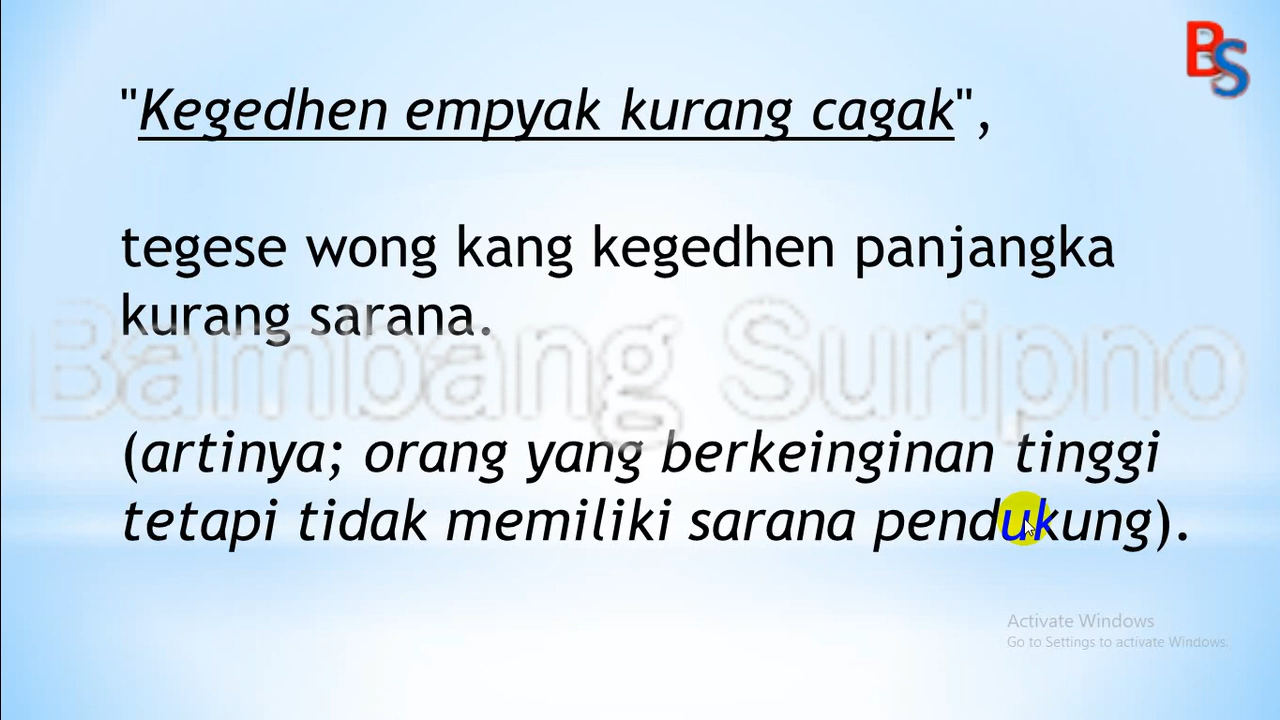 BS
"Kegedhen empyak kurang cagak",
tegese wong kang kegedhen panjangka
kurang sarana.
Bambang Suripno
(artinya; orang yang berkeinginan tinggi
tetapi tidak memiliki sarana pendukung).
Activate Windows
Go to Settings to activate Windows.